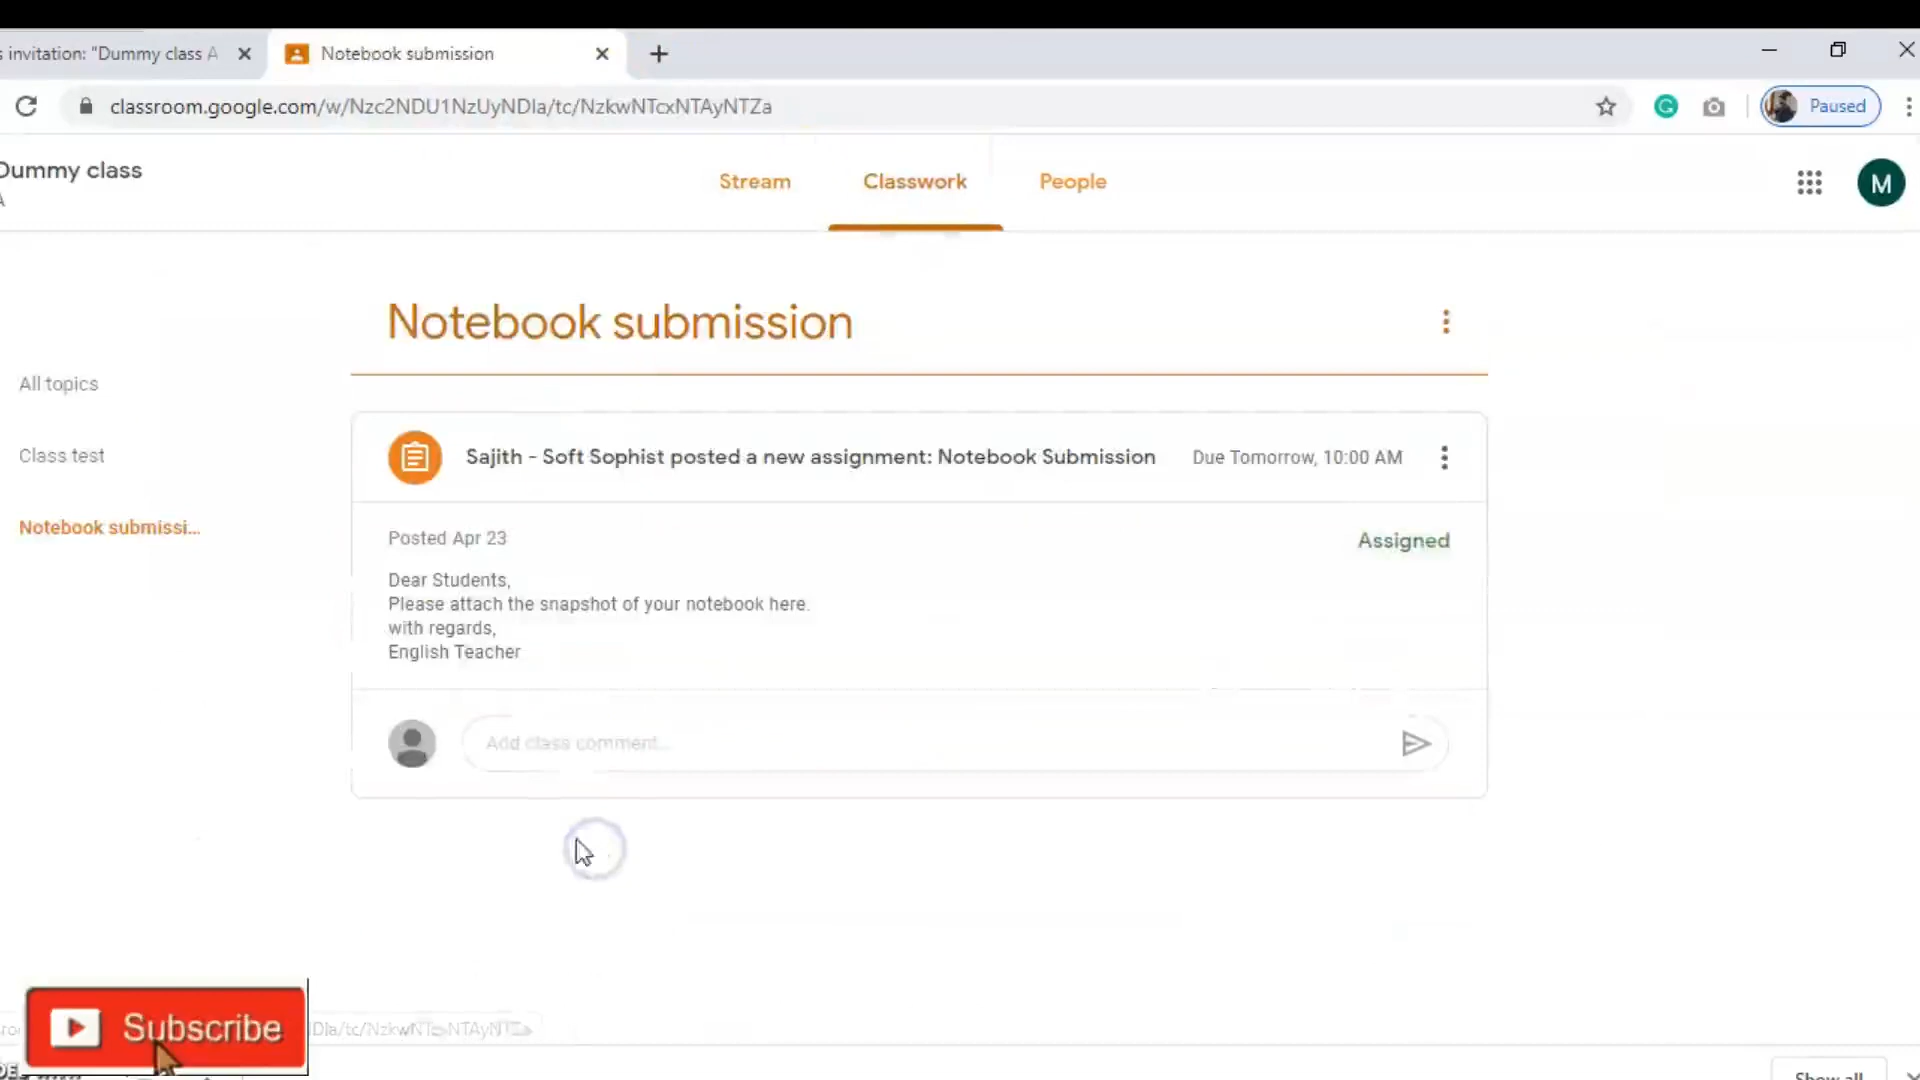 s invitation: "Dummy class A
Notebook submission
classroom.google.com/w/Nzc2NDU1NzUyNDla/tc/NzkwNTcxNTAyNTZa
Paused
Dummy class
A
Stream
Classwork
People
M
Notebook submission
All topics
Class test
Notebook submissi...
Sajith - Soft Sophist posted a new assignment: Notebook Submission
Due Tomorrow, 10:00 AM
Posted Apr 23
Assigned
Dear Students,
Please attach the snapshot of your notebook here.
with regards,
English Teacher
Add class comment...
Subscribe
Show all